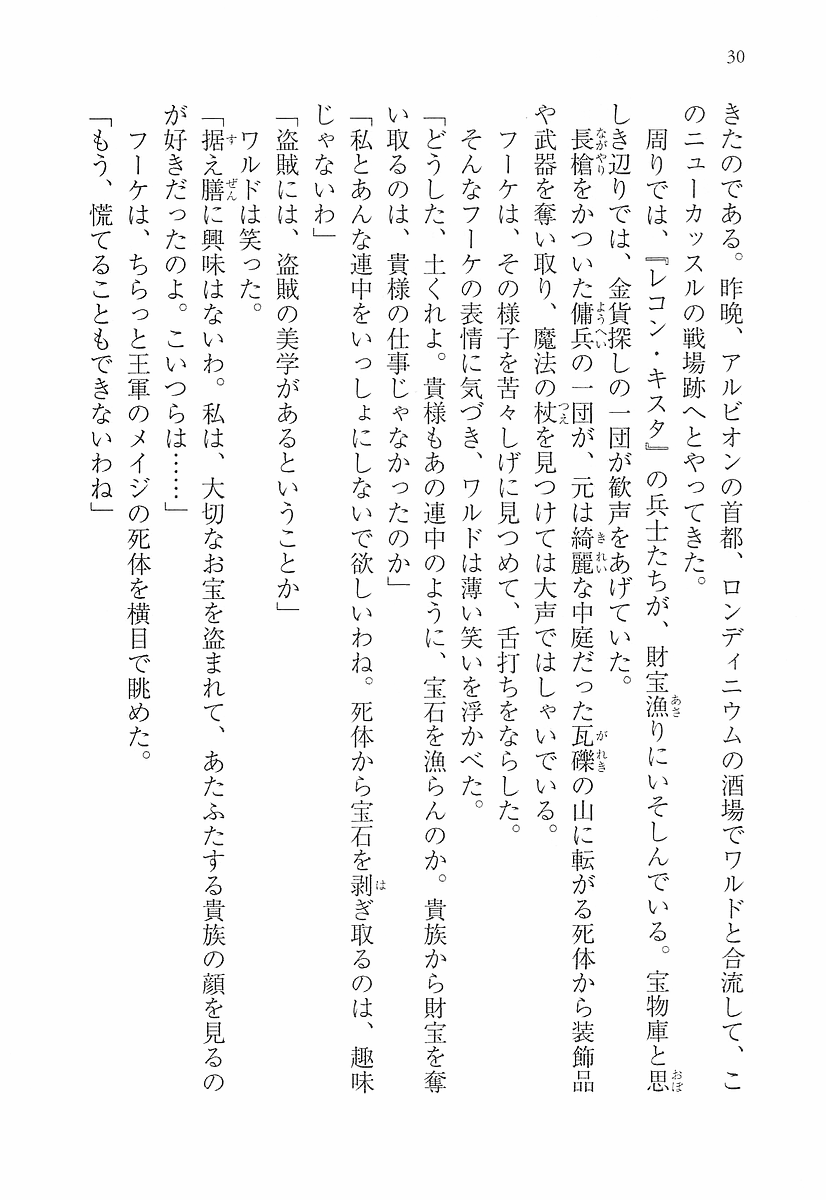 30
きたのである。昨晩、アルビオンの首都、ロンディニウムの酒場でワルドと合流して、こ
のニューカッスルの戦場跡へとやってきた。
　周りでは、『レコン・キスタ』の兵士たちが、財宝漁りにいそしんでいる。宝物庫と思
しき辺りでは、金貨探しの一団が歓声をあげていた。
　長槍をかついた傭兵の一団が、元は綺麗な中庭だった瓦礫の山に転がる死体から装飾品
や武器を奪い取り、魔法の杖を見つけては大声ではしゃいでいる。
　フーケは、その様子を苦々しげに見つめて、舌打ちをならした。
　そんなフーケの表情に気づき、ワルドは薄い笑いを浮かべた。
「どうした、土くれよ。貴様もあの連中のように、宝石を漁らんのか。貴族から財宝を奪
い取るのは、貴様の仕事じゃなかったのか」
「私とあんな連中をいっしょにしないで欲しいわね。死体から宝石を剥ぎ取るのは、趣味
じゃないわ」
「盗賊には、盗賊の美学があるということか」
　ワルドは笑った。
「据え膳に興味はないわ。私は、大切なお宝を盗まれて、あたふたする貴族の顔を見るの
が好きだったのよ。こいつらは……」
　フーケは、ちらっと王軍のメイジの死体を横目で眺めた。
「もう、慌てることもできないわね」